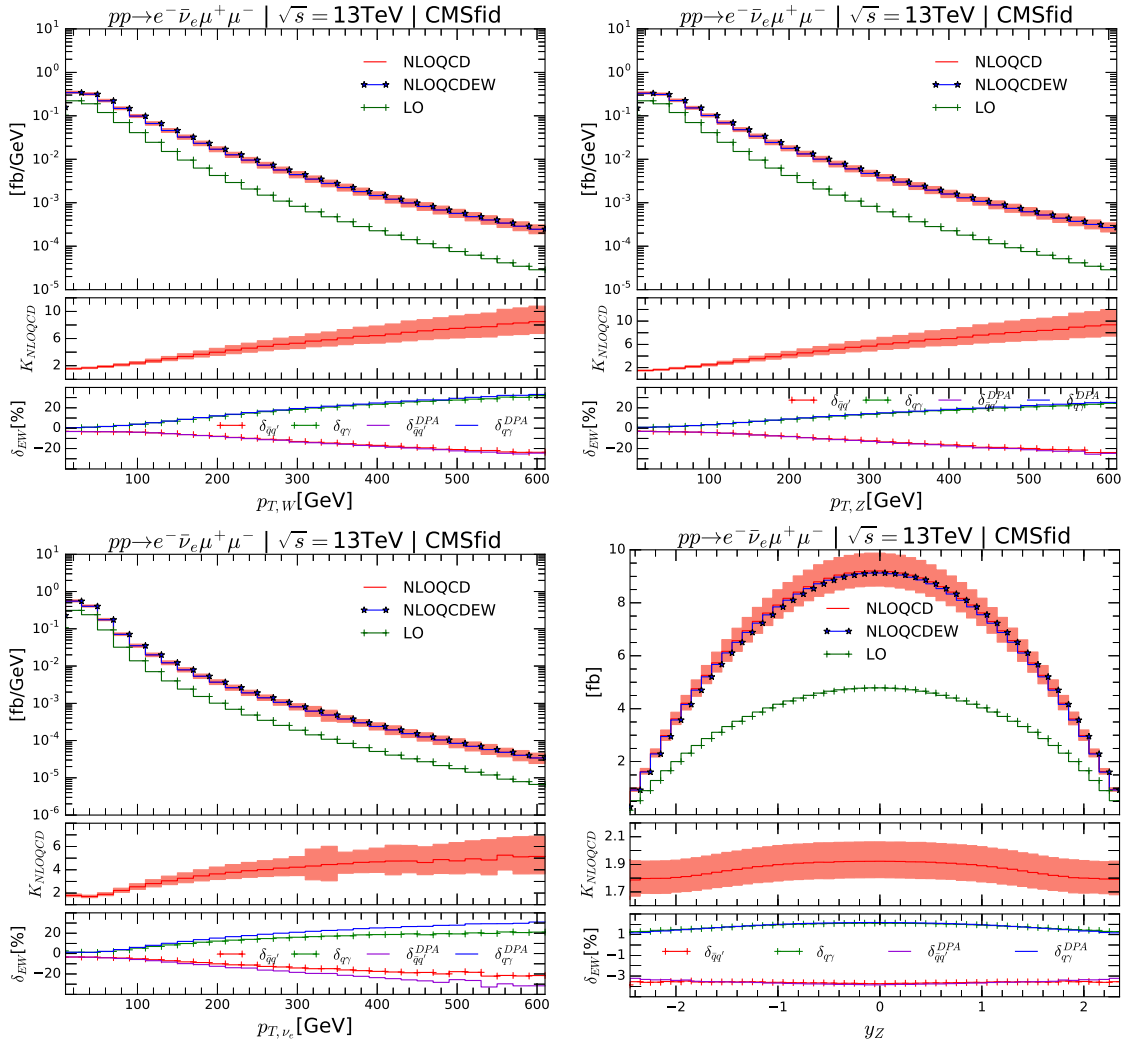 pp→e⁻ν̄ₑμ⁺μ⁻ | √s = 13TeV | CMSfid
10¹
10⁰
10⁻¹
10⁻²
10⁻³
10⁻⁴
10⁻⁵
[fb/GeV]
NLOQCD
NLOQCDEW
LO
10
8
6
4
2
K_NLOQCD
20
0
−20
δ_EW[%]
δ_q̄q′ δ_qγ δ_q̄q′^DPA δ_qγ^DPA
100 200 300 400 500 600
p_T,W[GeV]
pp→e⁻ν̄ₑμ⁺μ⁻ | √s = 13TeV | CMSfid
10¹
10⁰
10⁻¹
10⁻²
10⁻³
10⁻⁴
10⁻⁵
[fb/GeV]
NLOQCD
NLOQCDEW
LO
12
10
8
6
4
2
K_NLOQCD
20
0
−20
δ_EW[%]
δ_q̄q′ δ_qγ δ_q̄q′^DPA δ_qγ^DPA
100 200 300 400 500 600
p_T,Z[GeV]
pp→e⁻ν̄ₑμ⁺μ⁻ | √s = 13TeV | CMSfid
10¹
10⁰
10⁻¹
10⁻²
10⁻³
10⁻⁴
10⁻⁵
10⁻⁶
[fb/GeV]
NLOQCD
NLOQCDEW
LO
6
4
2
K_NLOQCD
20
0
−20
δ_EW[%]
δ_q̄q′ δ_qγ δ_q̄q′^DPA δ_qγ^DPA
100 200 300 400 500 600
p_T,νₑ[GeV]
pp→e⁻ν̄ₑμ⁺μ⁻ | √s = 13TeV | CMSfid
10
8
6
4
2
[fb]
NLOQCD
NLOQCDEW
LO
2.1
1.9
1.7
K_NLOQCD
1
−1
−3
δ_EW[%]
δ_q̄q′ δ_qγ δ_q̄q′^DPA δ_qγ^DPA
−2 −1 0 1 2
y_Z